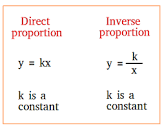 Direct
proportion
y = kx
k is a
constant
Inverse
proportion
y = k/x
k is a
constant